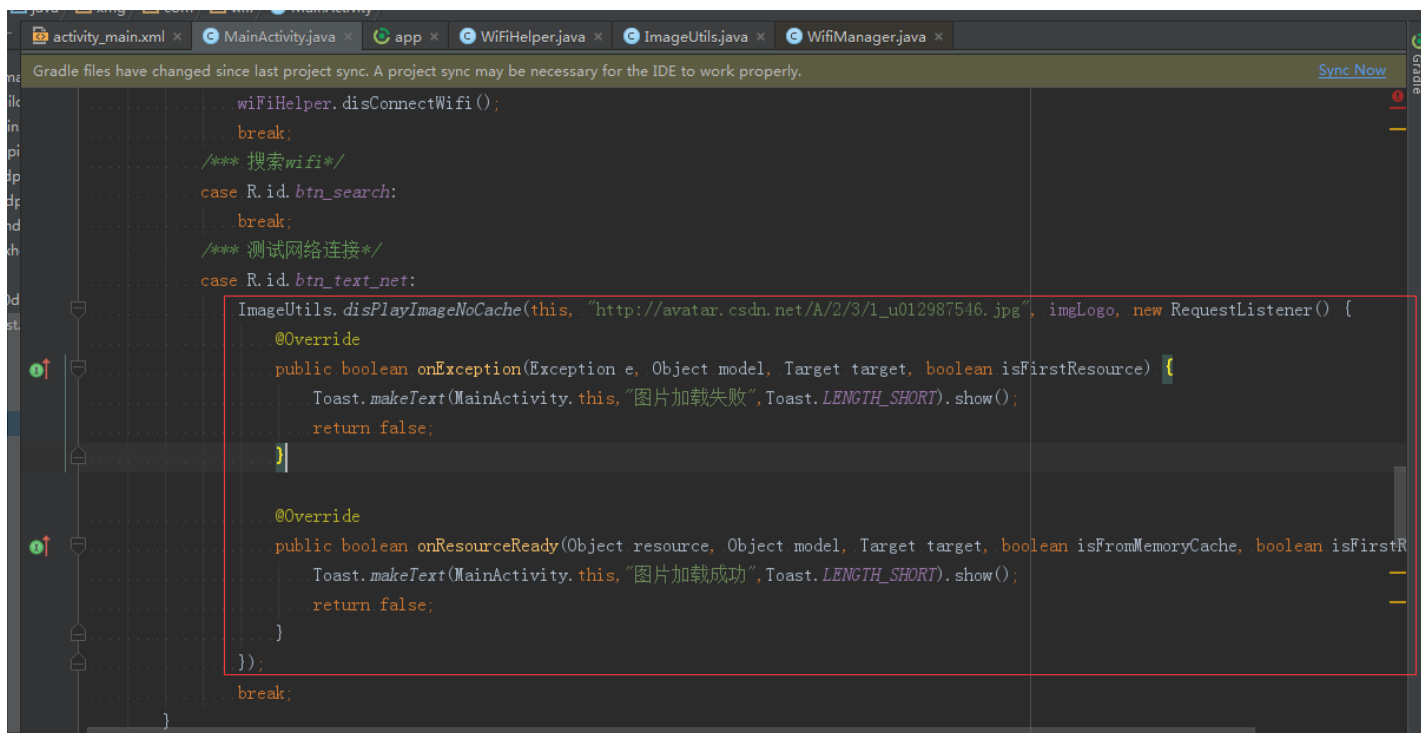 java xmg com wifi MainActivity
activity_main.xml × MainActivity.java × app × WiFiHelper.java × ImageUtils.java × WifiManager.java ×
Gradle files have changed since last project sync. A project sync may be necessary for the IDE to work properly. Sync Now
Gradle
wiFiHelper.disConnectWifi();
break;
/*** 搜索wifi*/
case R.id.btn_search:
break;
/*** 测试网络连接*/
case R.id.btn_text_net:
ImageUtils.disPlayImageNoCache(this, "http://avatar.csdn.net/A/2/3/1_u012987546.jpg", imgLogo, new RequestListener() {
@Override
public boolean onException(Exception e, Object model, Target target, boolean isFirstResource) {
Toast.makeText(MainActivity.this,"图片加载失败",Toast.LENGTH_SHORT).show();
return false;
}
@Override
public boolean onResourceReady(Object resource, Object model, Target target, boolean isFromMemoryCache, boolean isFirstR
Toast.makeText(MainActivity.this,"图片加载成功",Toast.LENGTH_SHORT).show();
return false;
}
});
break;
}